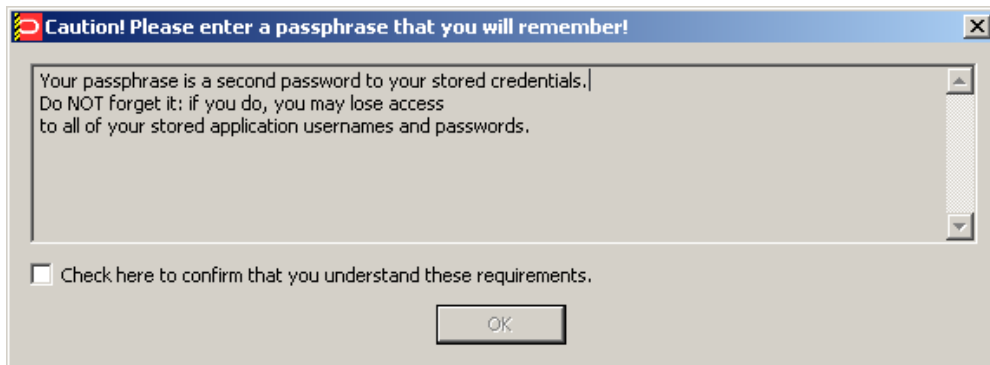 Caution! Please enter a passphrase that you will remember!
Your passphrase is a second password to your stored credentials.
Do NOT forget it: if you do, you may lose access
to all of your stored application usernames and passwords.
Check here to confirm that you understand these requirements.
OK